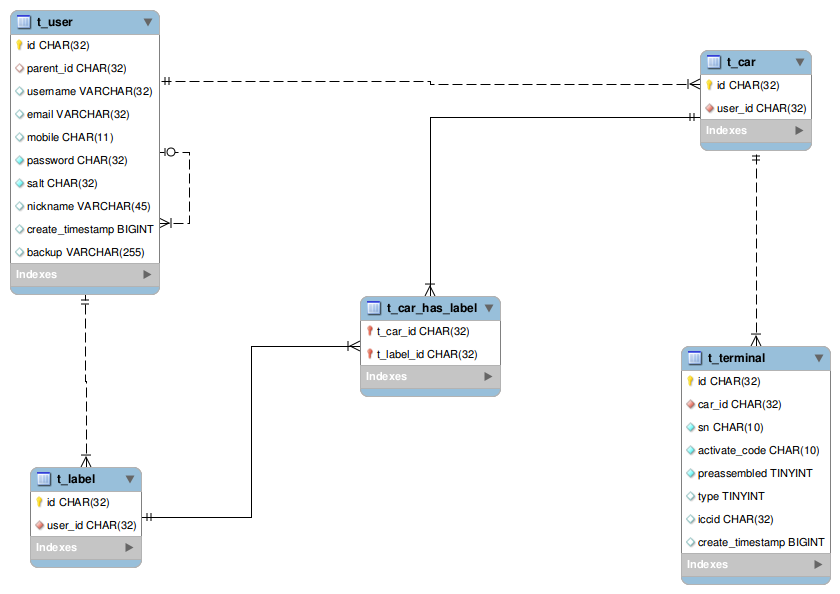 t_user
id CHAR(32)
parent_id CHAR(32)
username VARCHAR(32)
email VARCHAR(32)
mobile CHAR(11)
password CHAR(32)
salt CHAR(32)
nickname VARCHAR(45)
create_timestamp BIGINT
backup VARCHAR(255)
Indexes
t_car
id CHAR(32)
user_id CHAR(32)
Indexes
t_car_has_label
t_car_id CHAR(32)
t_label_id CHAR(32)
Indexes
t_terminal
id CHAR(32)
car_id CHAR(32)
sn CHAR(10)
activate_code CHAR(10)
preassembled TINYINT
type TINYINT
iccid CHAR(32)
create_timestamp BIGINT
Indexes
t_label
id CHAR(32)
user_id CHAR(32)
Indexes